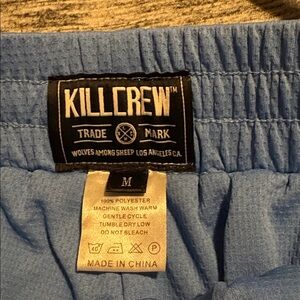 KILLCREW™
TRADE MARK
WOLVES AMONG SHEEP LOS ANGELES CA.
M
100% POLYESTER
MACHINE WASH WARM
GENTLE CYCLE
TUMBLE DRY LOW
DO NOT BLEACH
40 P
MADE IN CHINA